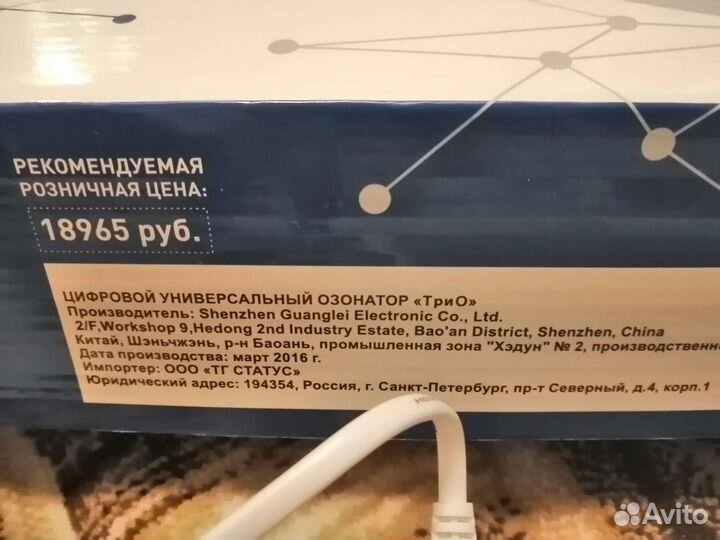 РЕКОМЕНДУЕМАЯ
РОЗНИЧНАЯ ЦЕНА:
18965 руб.
ЦИФРОВОЙ УНИВЕРСАЛЬНЫЙ ОЗОНАТОР «ТриО»
Производитель: Shenzhen Guanglei Electronic Co., Ltd.
2/F,Workshop 9,Hedong 2nd Industry Estate, Bao'an District, Shenzhen, China
Китай, Шэньчжэнь, р-н Баоань, промышленная зона "Хэдун" № 2, производственно
Дата производства: март 2016 г.
Импортер: ООО «ТГ СТАТУС»
Юридический адрес: 194354, Россия, г. Санкт-Петербург, пр-т Северный, д.4, корп.1
Avito